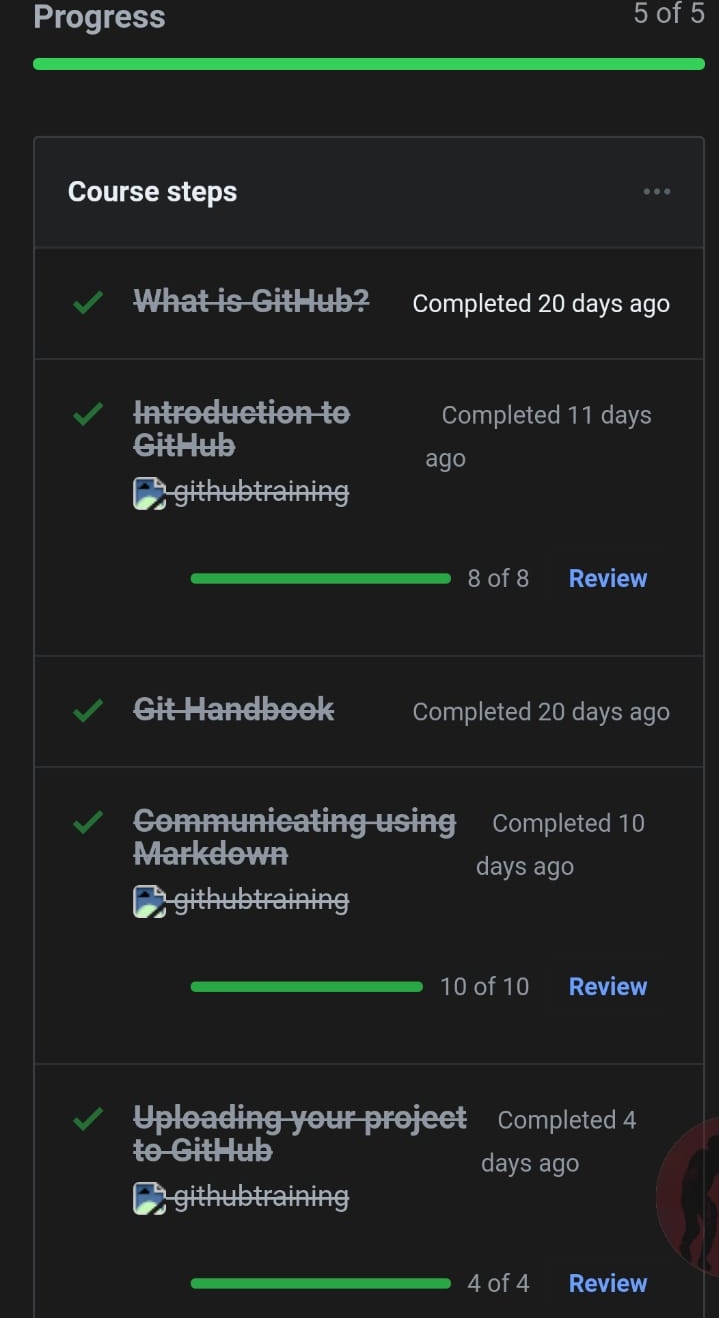 Progress 5 of 5
Course steps
What is GitHub? Completed 20 days ago
Introduction to Completed 11 days
GitHub ago
githubtraining
8 of 8 Review
Git Handbook Completed 20 days ago
Communicating using Completed 10
Markdown days ago
githubtraining
10 of 10 Review
Uploading your project Completed 4
to GitHub days ago
githubtraining
4 of 4 Review